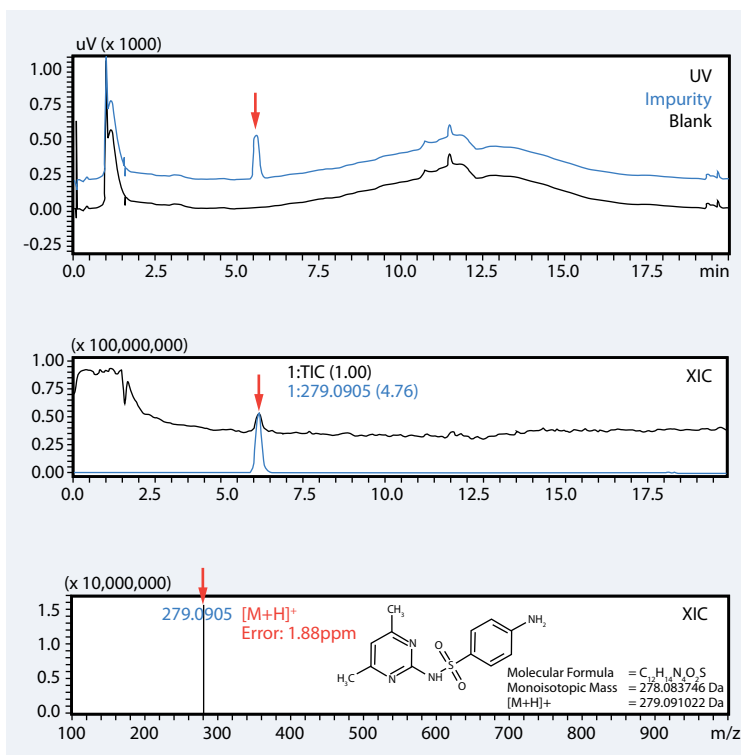 uV (x 1000)
1.00
0.75
0.50
0.25
0.00
-0.25
UV
Impurity
Blank
0.0 2.5 5.0 7.5 10.0 12.5 15.0 17.5 min
(x 100,000,000)
1.00
0.75
0.50
0.25
0.00
1:TIC (1.00)
1:279.0905 (4.76)
XIC
0.0 2.5 5.0 7.5 10.0 12.5 15.0 17.5
(x 10,000,000)
1.5
1.0
0.5
0.0
279.0905 [M+H]⁺
Error: 1.88ppm
XIC
CH₃
H₃C
N
N
NH
O
S
O
NH₂
Molecular Formula = C₁₂H₁₄N₄O₂S
Monoisotopic Mass = 278.083746 Da
[M+H]+ = 279.091022 Da
100 200 300 400 500 600 700 800 900 m/z